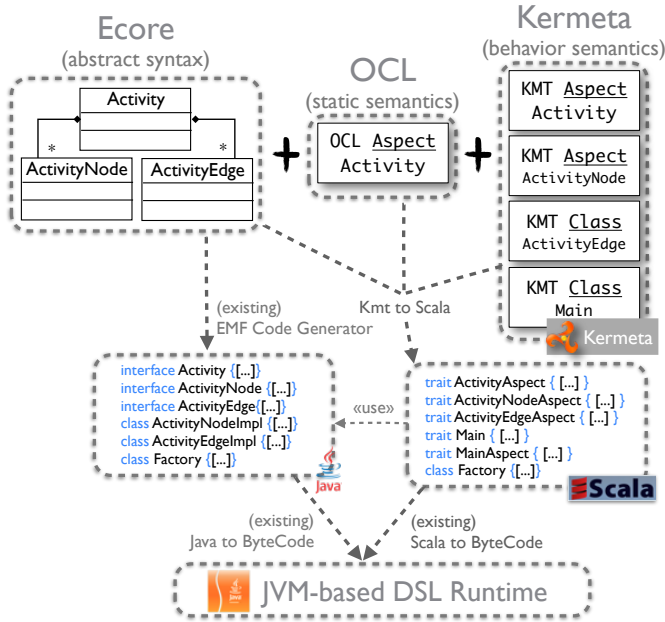 Ecore
(abstract syntax)
Activity
*
*
ActivityNode
ActivityEdge
+
OCL
(static semantics)
OCL Aspect
Activity
+
Kermeta
(behavior semantics)
KMT Aspect
Activity
KMT Aspect
ActivityNode
KMT Class
ActivityEdge
KMT Class
Main
Kermeta
(existing)
EMF Code Generator
Kmt to Scala
interface Activity {[...]}
interface ActivityNode {[...]}
interface ActivityEdge{[...]}
class ActivityNodeImpl {[...]}
class ActivityEdgeImpl {[...]}
class Factory {[...]}
Java
«use»
trait ActivityAspect { [...] }
trait ActivityNodeAspect { [...] }
trait ActivityEdgeAspect { [...] }
trait Main { [...] }
trait MainAspect { [...] }
class Factory {[...]}
Scala
(existing)
Java to ByteCode
(existing)
Scala to ByteCode
JVM-based DSL Runtime